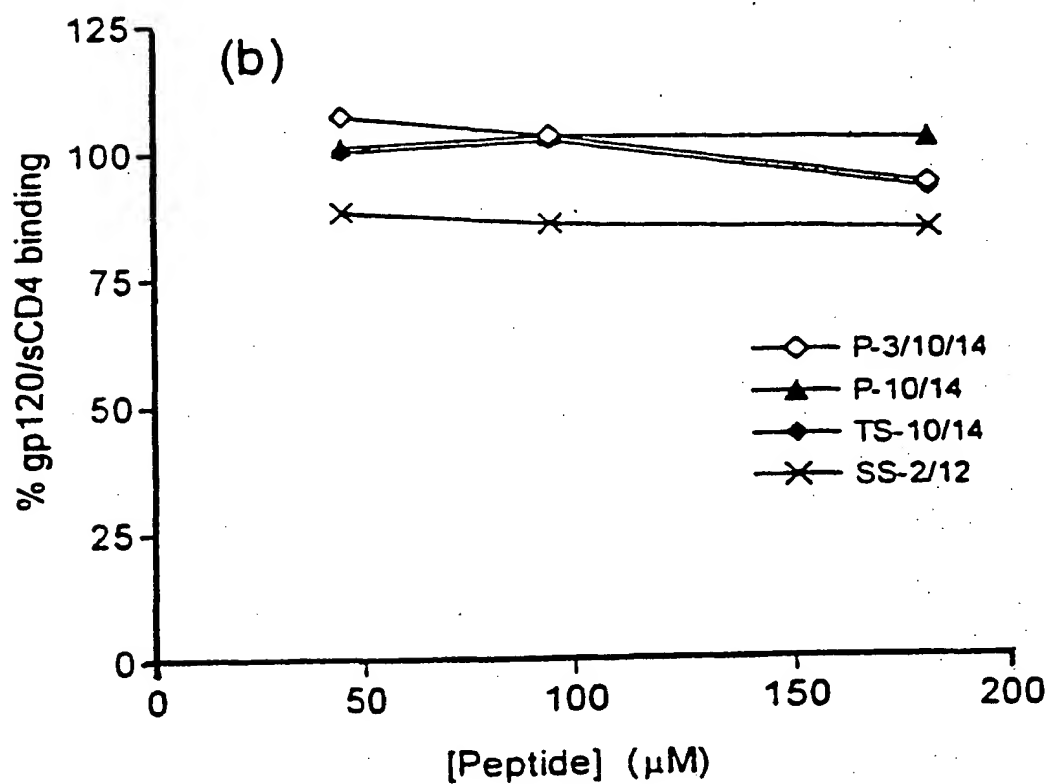 125
(b)
100
75
50
25
0
% gp120/sCD4 binding
P-3/10/14
P-10/14
TS-10/14
SS-2/12
0
50
100
150
200
[Peptide] (μM)